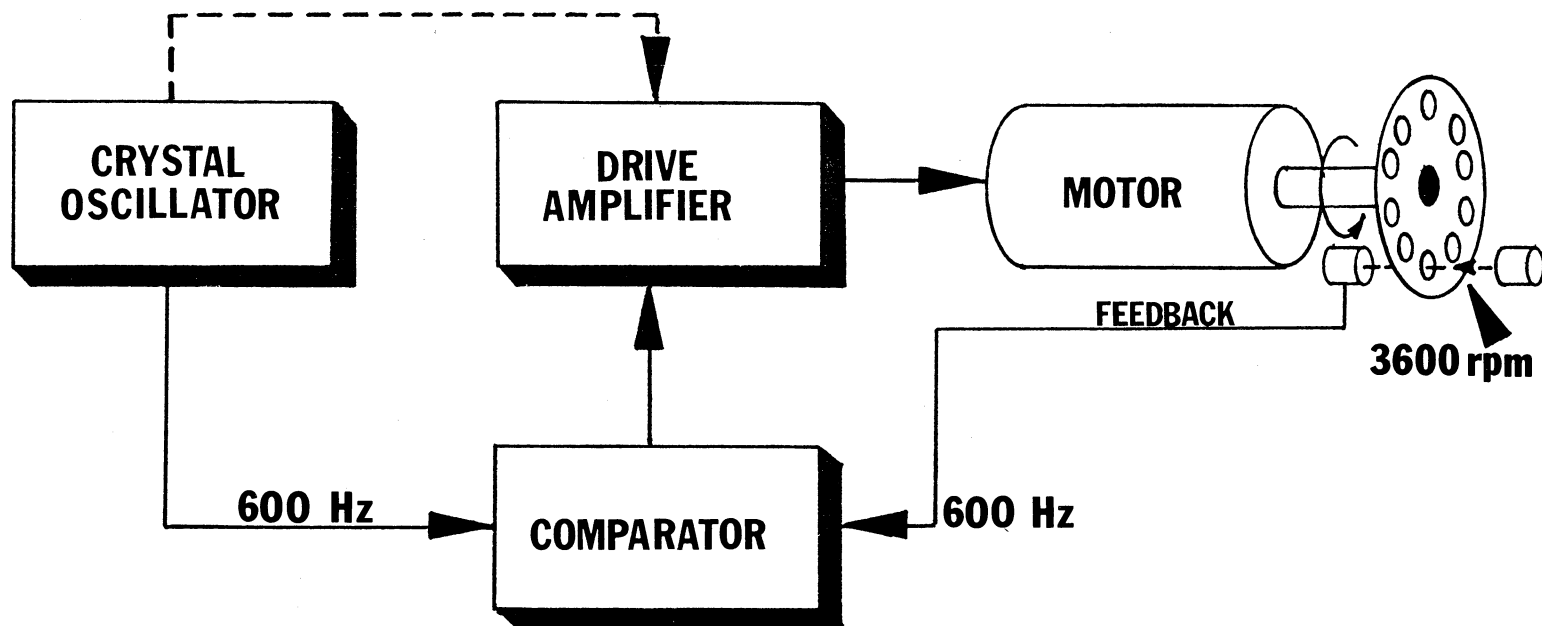 CRYSTAL
OSCILLATOR
DRIVE
AMPLIFIER
MOTOR
FEEDBACK
3600 rpm
600 Hz
COMPARATOR
600 Hz